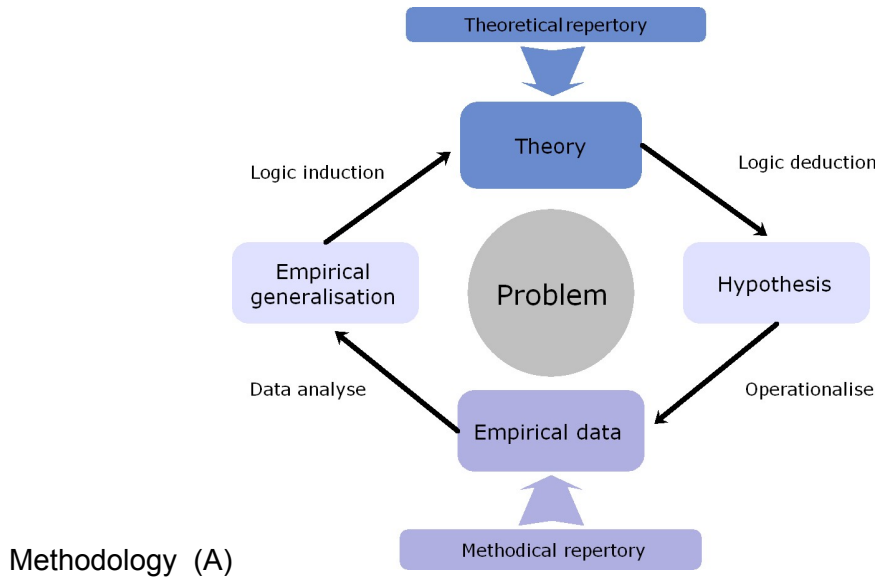 Theoretical repertory
Theory
Logic induction
Logic deduction
Empirical
generalisation
Problem
Hypothesis
Data analyse
Operationalise
Empirical data
Methodical repertory
Methodology (A)